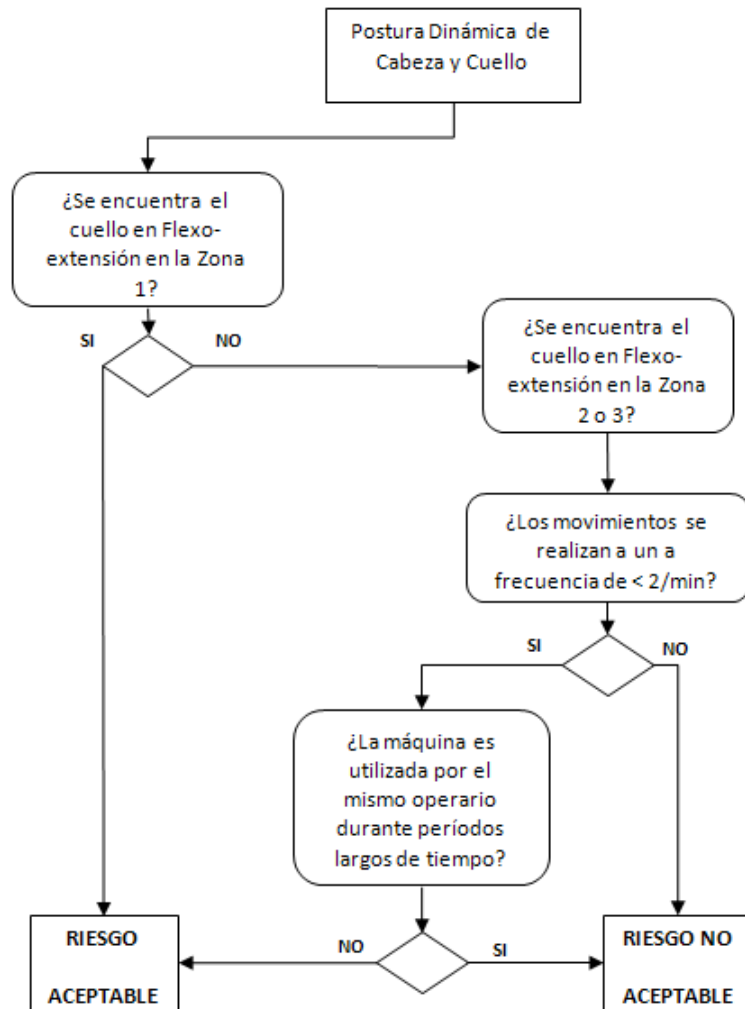 Postura Dinámica de
Cabeza y Cuello
¿Se encuentra el
cuello en Flexo-
extensión en la Zona
1?
SI
NO
¿Se encuentra el
cuello en Flexo-
extensión en la Zona
2 o 3?
¿Los movimientos se
realizan a un a
frecuencia de < 2/min?
SI
NO
¿La máquina es
utilizada por el
mismo operario
durante períodos
largos de tiempo?
NO
SI
RIESGO
ACEPTABLE
RIESGO NO
ACEPTABLE